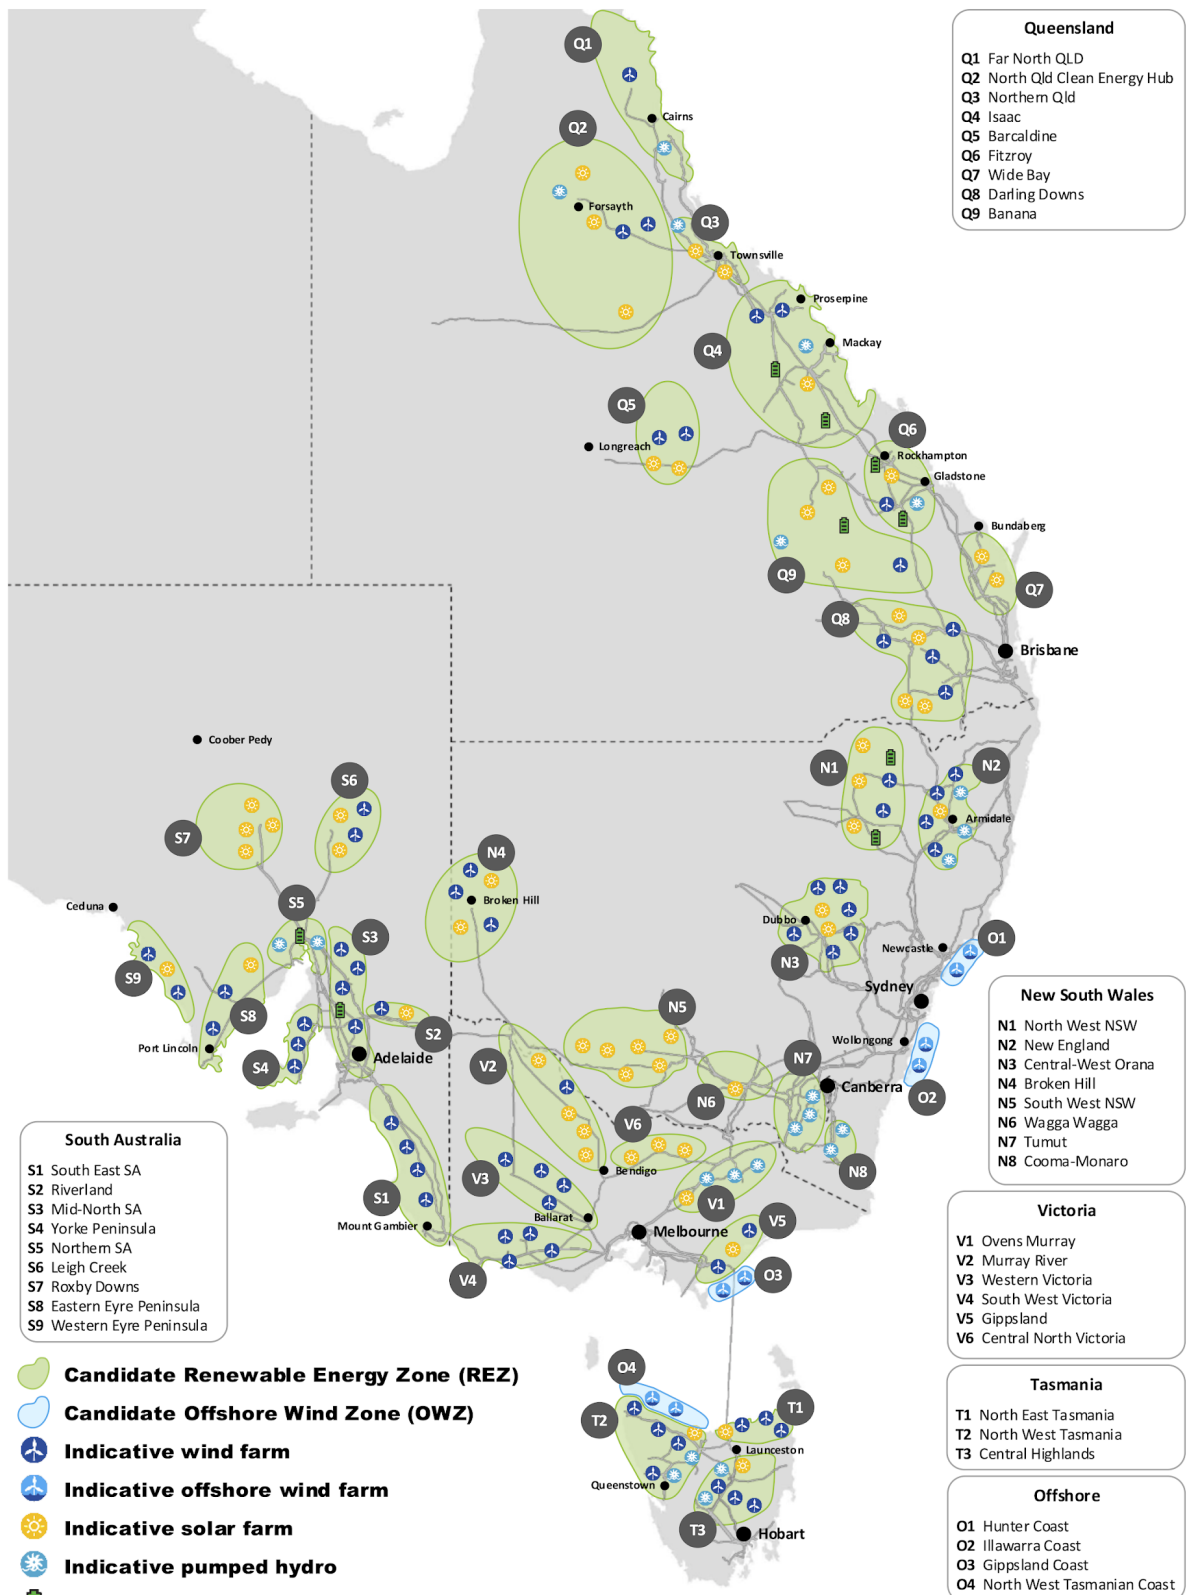 Queensland
Q1 Far North QLD
Q2 North Qld Clean Energy Hub
Q3 Northern Qld
Q4 Isaac
Q5 Barcaldine
Q6 Fitzroy
Q7 Wide Bay
Q8 Darling Downs
Q9 Banana
Q1
Cairns
Q2
Forsayth
Q3
Townsville
Proserpine
Q4
Mackay
Q5
Longreach
Q6
Rockhampton
Gladstone
Bundaberg
Q9
Q7
Q8
Brisbane
Coober Pedy
N1
N2
S6
S7
Armidale
N4
Broken Hill
Ceduna
S5
S3
Dubbo
N3
Newcastle
O1
S9
Sydney
S8
N5
Port Lincoln
S2
Wollongong
Adelaide
S4
V2
N7
Canberra
O2
N6
V6
N8
Bendigo
V3
S1
V1
Mount Gambier
Ballarat
Melbourne
V5
V4
O3
New South Wales
N1 North West NSW
N2 New England
N3 Central-West Orana
N4 Broken Hill
N5 South West NSW
N6 Wagga Wagga
N7 Tumut
N8 Cooma-Monaro
South Australia
S1 South East SA
S2 Riverland
S3 Mid-North SA
S4 Yorke Peninsula
S5 Northern SA
S6 Leigh Creek
S7 Roxby Downs
S8 Eastern Eyre Peninsula
S9 Western Eyre Peninsula
Victoria
V1 Ovens Murray
V2 Murray River
V3 Western Victoria
V4 South West Victoria
V5 Gippsland
V6 Central North Victoria
O4
T2
T1
Launceston
Queenstown
T3
Hobart
Tasmania
T1 North East Tasmania
T2 North West Tasmania
T3 Central Highlands
Offshore
O1 Hunter Coast
O2 Illawarra Coast
O3 Gippsland Coast
O4 North West Tasmanian Coast
Candidate Renewable Energy Zone (REZ)
Candidate Offshore Wind Zone (OWZ)
Indicative wind farm
Indicative offshore wind farm
Indicative solar farm
Indicative pumped hydro